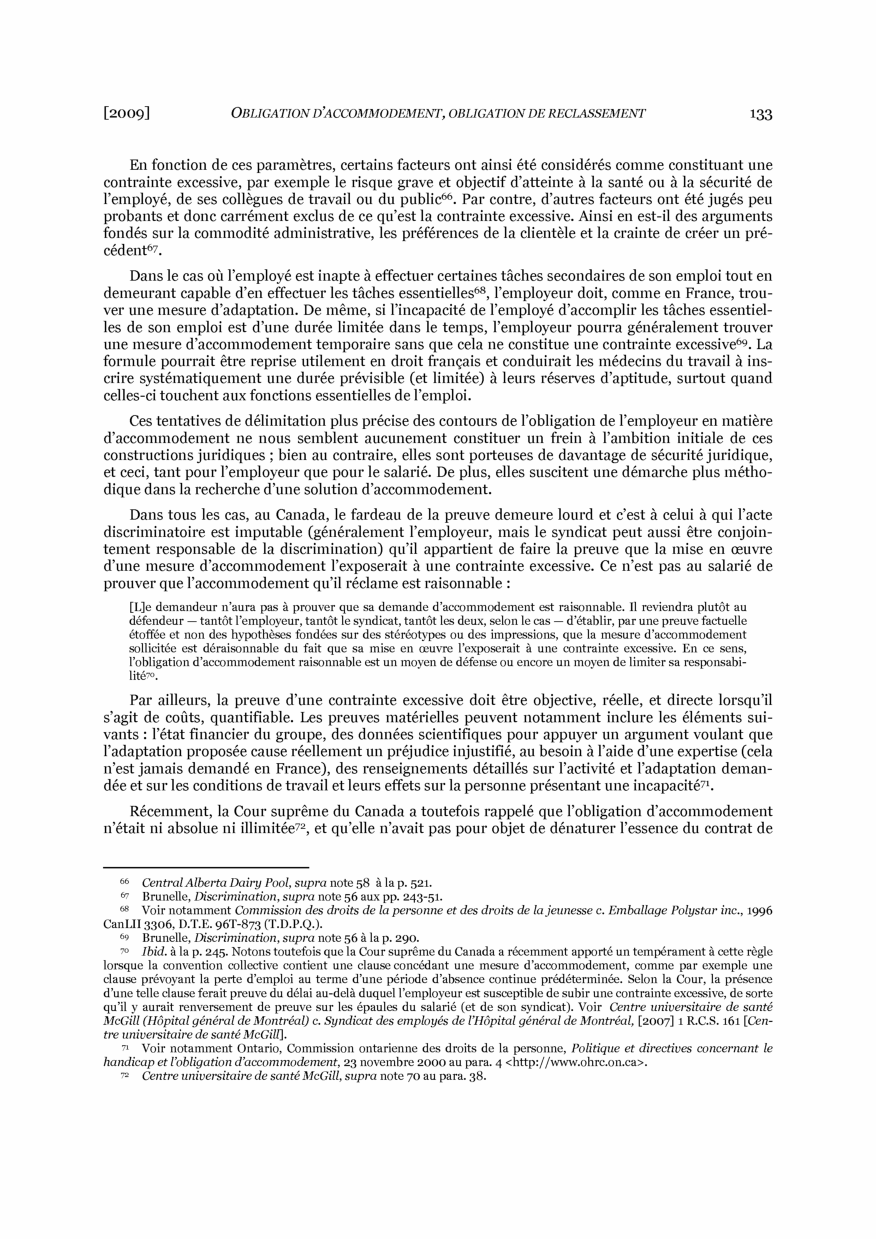 [2009] OBLIGATION D’ACCOMMODEMENT, OBLIGATION DE RECLASSEMENT 133
En fonction de ces paramètres, certains facteurs ont ainsi été considérés comme constituant une
contrainte excessive, par exemple le risque grave et objectif d’atteinte à la santé ou à la sécurité de
l’employé, de ses collègues de travail ou du public66. Par contre, d’autres facteurs ont été jugés peu
probants et donc carrément exclus de ce qu’est la contrainte excessive. Ainsi en est-il des arguments
fondés sur la commodité administrative, les préférences de la clientèle et la crainte de créer un pré-
cédent67.
Dans le cas où l’employé est inapte à effectuer certaines tâches secondaires de son emploi tout en
demeurant capable d’en effectuer les tâches essentielles68, l’employeur doit, comme en France, trou-
ver une mesure d’adaptation. De même, si l’incapacité de l’employé d’accomplir les tâches essentiel-
les de son emploi est d’une durée limitée dans le temps, l’employeur pourra généralement trouver
une mesure d’accommodement temporaire sans que cela ne constitue une contrainte excessive69. La
formule pourrait être reprise utilement en droit français et conduirait les médecins du travail à ins-
crire systématiquement une durée prévisible (et limitée) à leurs réserves d’aptitude, surtout quand
celles-ci touchent aux fonctions essentielles de l’emploi.
Ces tentatives de délimitation plus précise des contours de l’obligation de l’employeur en matière
d’accommodement ne nous semblent aucunement constituer un frein à l’ambition initiale de ces
constructions juridiques ; bien au contraire, elles sont porteuses de davantage de sécurité juridique,
et ceci, tant pour l’employeur que pour le salarié. De plus, elles suscitent une démarche plus métho-
dique dans la recherche d’une solution d’accommodement.
Dans tous les cas, au Canada, le fardeau de la preuve demeure lourd et c’est à celui à qui l’acte
discriminatoire est imputable (généralement l’employeur, mais le syndicat peut aussi être conjoin-
tement responsable de la discrimination) qu’il appartient de faire la preuve que la mise en œuvre
d’une mesure d’accommodement l’exposerait à une contrainte excessive. Ce n’est pas au salarié de
prouver que l’accommodement qu’il réclame est raisonnable :
[L]e demandeur n’aura pas à prouver que sa demande d’accommodement est raisonnable. Il reviendra plutôt au
défendeur — tantôt l’employeur, tantôt le syndicat, tantôt les deux, selon le cas — d’établir, par une preuve factuelle
étoffée et non des hypothèses fondées sur des stéréotypes ou des impressions, que la mesure d’accommodement
sollicitée est déraisonnable du fait que sa mise en œuvre l’exposerait à une contrainte excessive. En ce sens,
l’obligation d’accommodement raisonnable est un moyen de défense ou encore un moyen de limiter sa responsabi-
lité70.
Par ailleurs, la preuve d’une contrainte excessive doit être objective, réelle, et directe lorsqu’il
s’agit de coûts, quantifiable. Les preuves matérielles peuvent notamment inclure les éléments sui-
vants : l’état financier du groupe, des données scientifiques pour appuyer un argument voulant que
l’adaptation proposée cause réellement un préjudice injustifié, au besoin à l’aide d’une expertise (cela
n’est jamais demandé en France), des renseignements détaillés sur l’activité et l’adaptation deman-
dée et sur les conditions de travail et leurs effets sur la personne présentant une incapacité71.
Récemment, la Cour suprême du Canada a toutefois rappelé que l’obligation d’accommodement
n’était ni absolue ni illimitée72, et qu’elle n’avait pas pour objet de dénaturer l’essence du contrat de
66 Central Alberta Dairy Pool, supra note 58 à la p. 521.
67 Brunelle, Discrimination, supra note 56 aux pp. 243-51.
68 Voir notamment Commission des droits de la personne et des droits de la jeunesse c. Emballage Polystar inc., 1996
CanLII 3306, D.T.E. 96T-873 (T.D.P.Q.).
69 Brunelle, Discrimination, supra note 56 à la p. 290.
70 Ibid. à la p. 245. Notons toutefois que la Cour suprême du Canada a récemment apporté un tempérament à cette règle
lorsque la convention collective contient une clause concédant une mesure d’accommodement, comme par exemple une
clause prévoyant la perte d’emploi au terme d’une période d’absence continue prédéterminée. Selon la Cour, la présence
d’une telle clause ferait preuve du délai au-delà duquel l’employeur est susceptible de subir une contrainte excessive, de sorte
qu’il y aurait renversement de preuve sur les épaules du salarié (et de son syndicat). Voir Centre universitaire de santé
McGill (Hôpital général de Montréal) c. Syndicat des employés de l’Hôpital général de Montréal, [2007] 1 R.C.S. 161 [Cen-
tre universitaire de santé McGill].
71 Voir notamment Ontario, Commission ontarienne des droits de la personne, Politique et directives concernant le
handicap et l’obligation d’accommodement, 23 novembre 2000 au para. 4 <http://www.ohrc.on.ca>.
72 Centre universitaire de santé McGill, supra note 70 au para. 38.